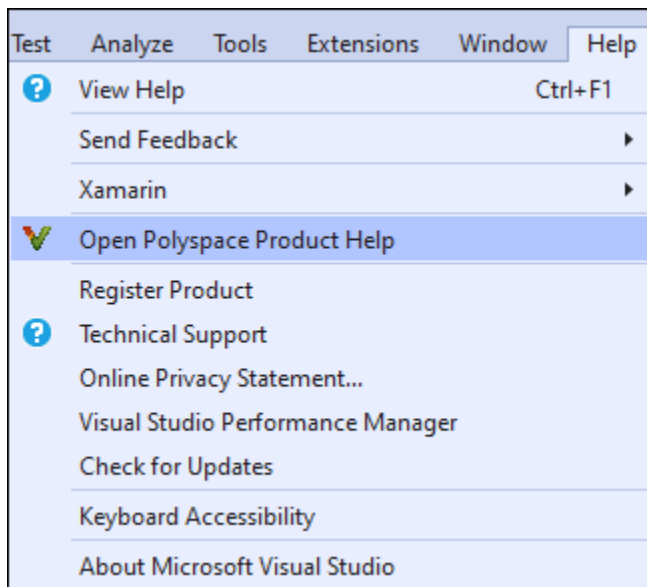 Test Analyze Tools Extensions Window Help
View Help Ctrl+F1
Send Feedback
Xamarin
Open Polyspace Product Help
Register Product
Technical Support
Online Privacy Statement...
Visual Studio Performance Manager
Check for Updates
Keyboard Accessibility
About Microsoft Visual Studio